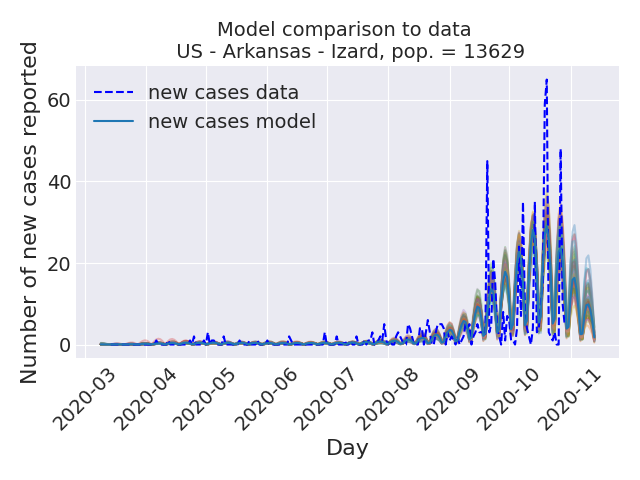 Model comparison to data
US - Arkansas - Izard, pop. = 13629
Number of new cases reported
60
40
20
0
new cases data
new cases model
2020-03
2020-04
2020-05
2020-06
2020-07
2020-08
2020-09
2020-10
2020-11
Day